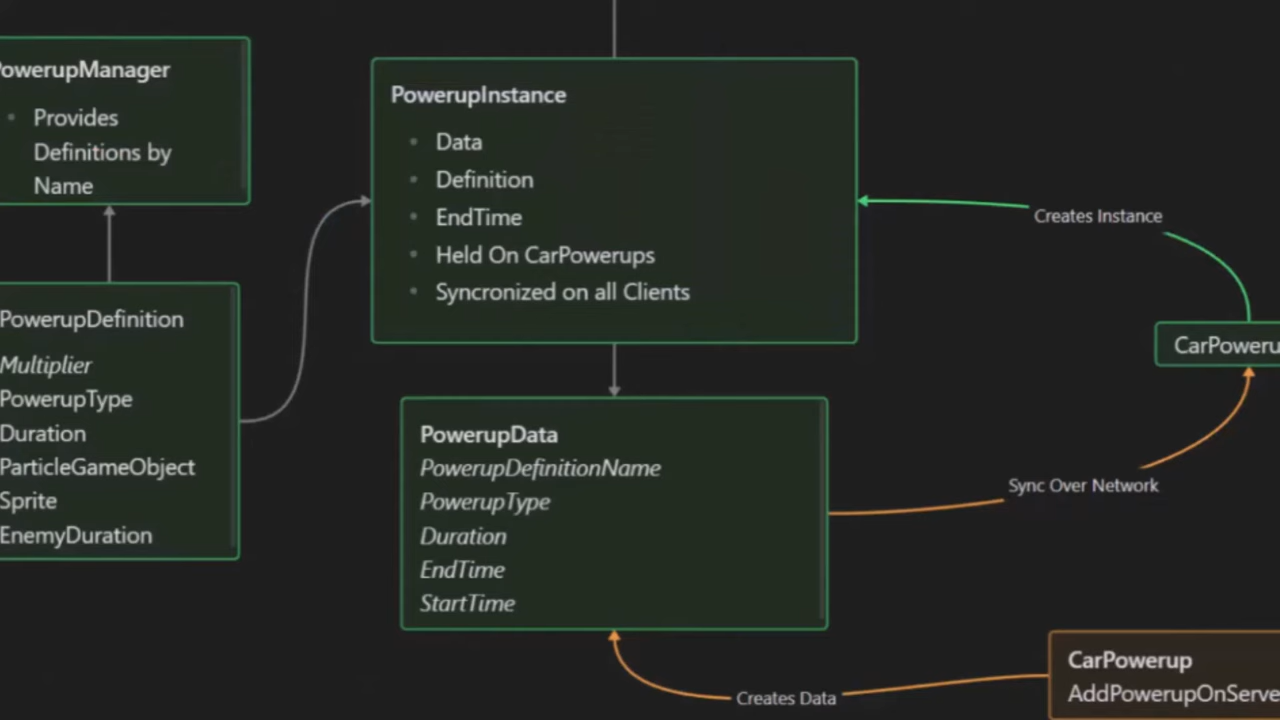 PowerupManager
Provides
Definitions by
Name
PowerupInstance
Data
Definition
EndTime
Held On CarPowerups
Syncronized on all Clients
Creates Instance
PowerupDefinition
Multiplier
PowerupType
Duration
ParticleGameObject
Sprite
EnemyDuration
CarPoweru
PowerupData
PowerupDefinitionName
PowerupType
Duration
EndTime
StartTime
Sync Over Network
Creates Data
CarPowerup
AddPowerupOnServe